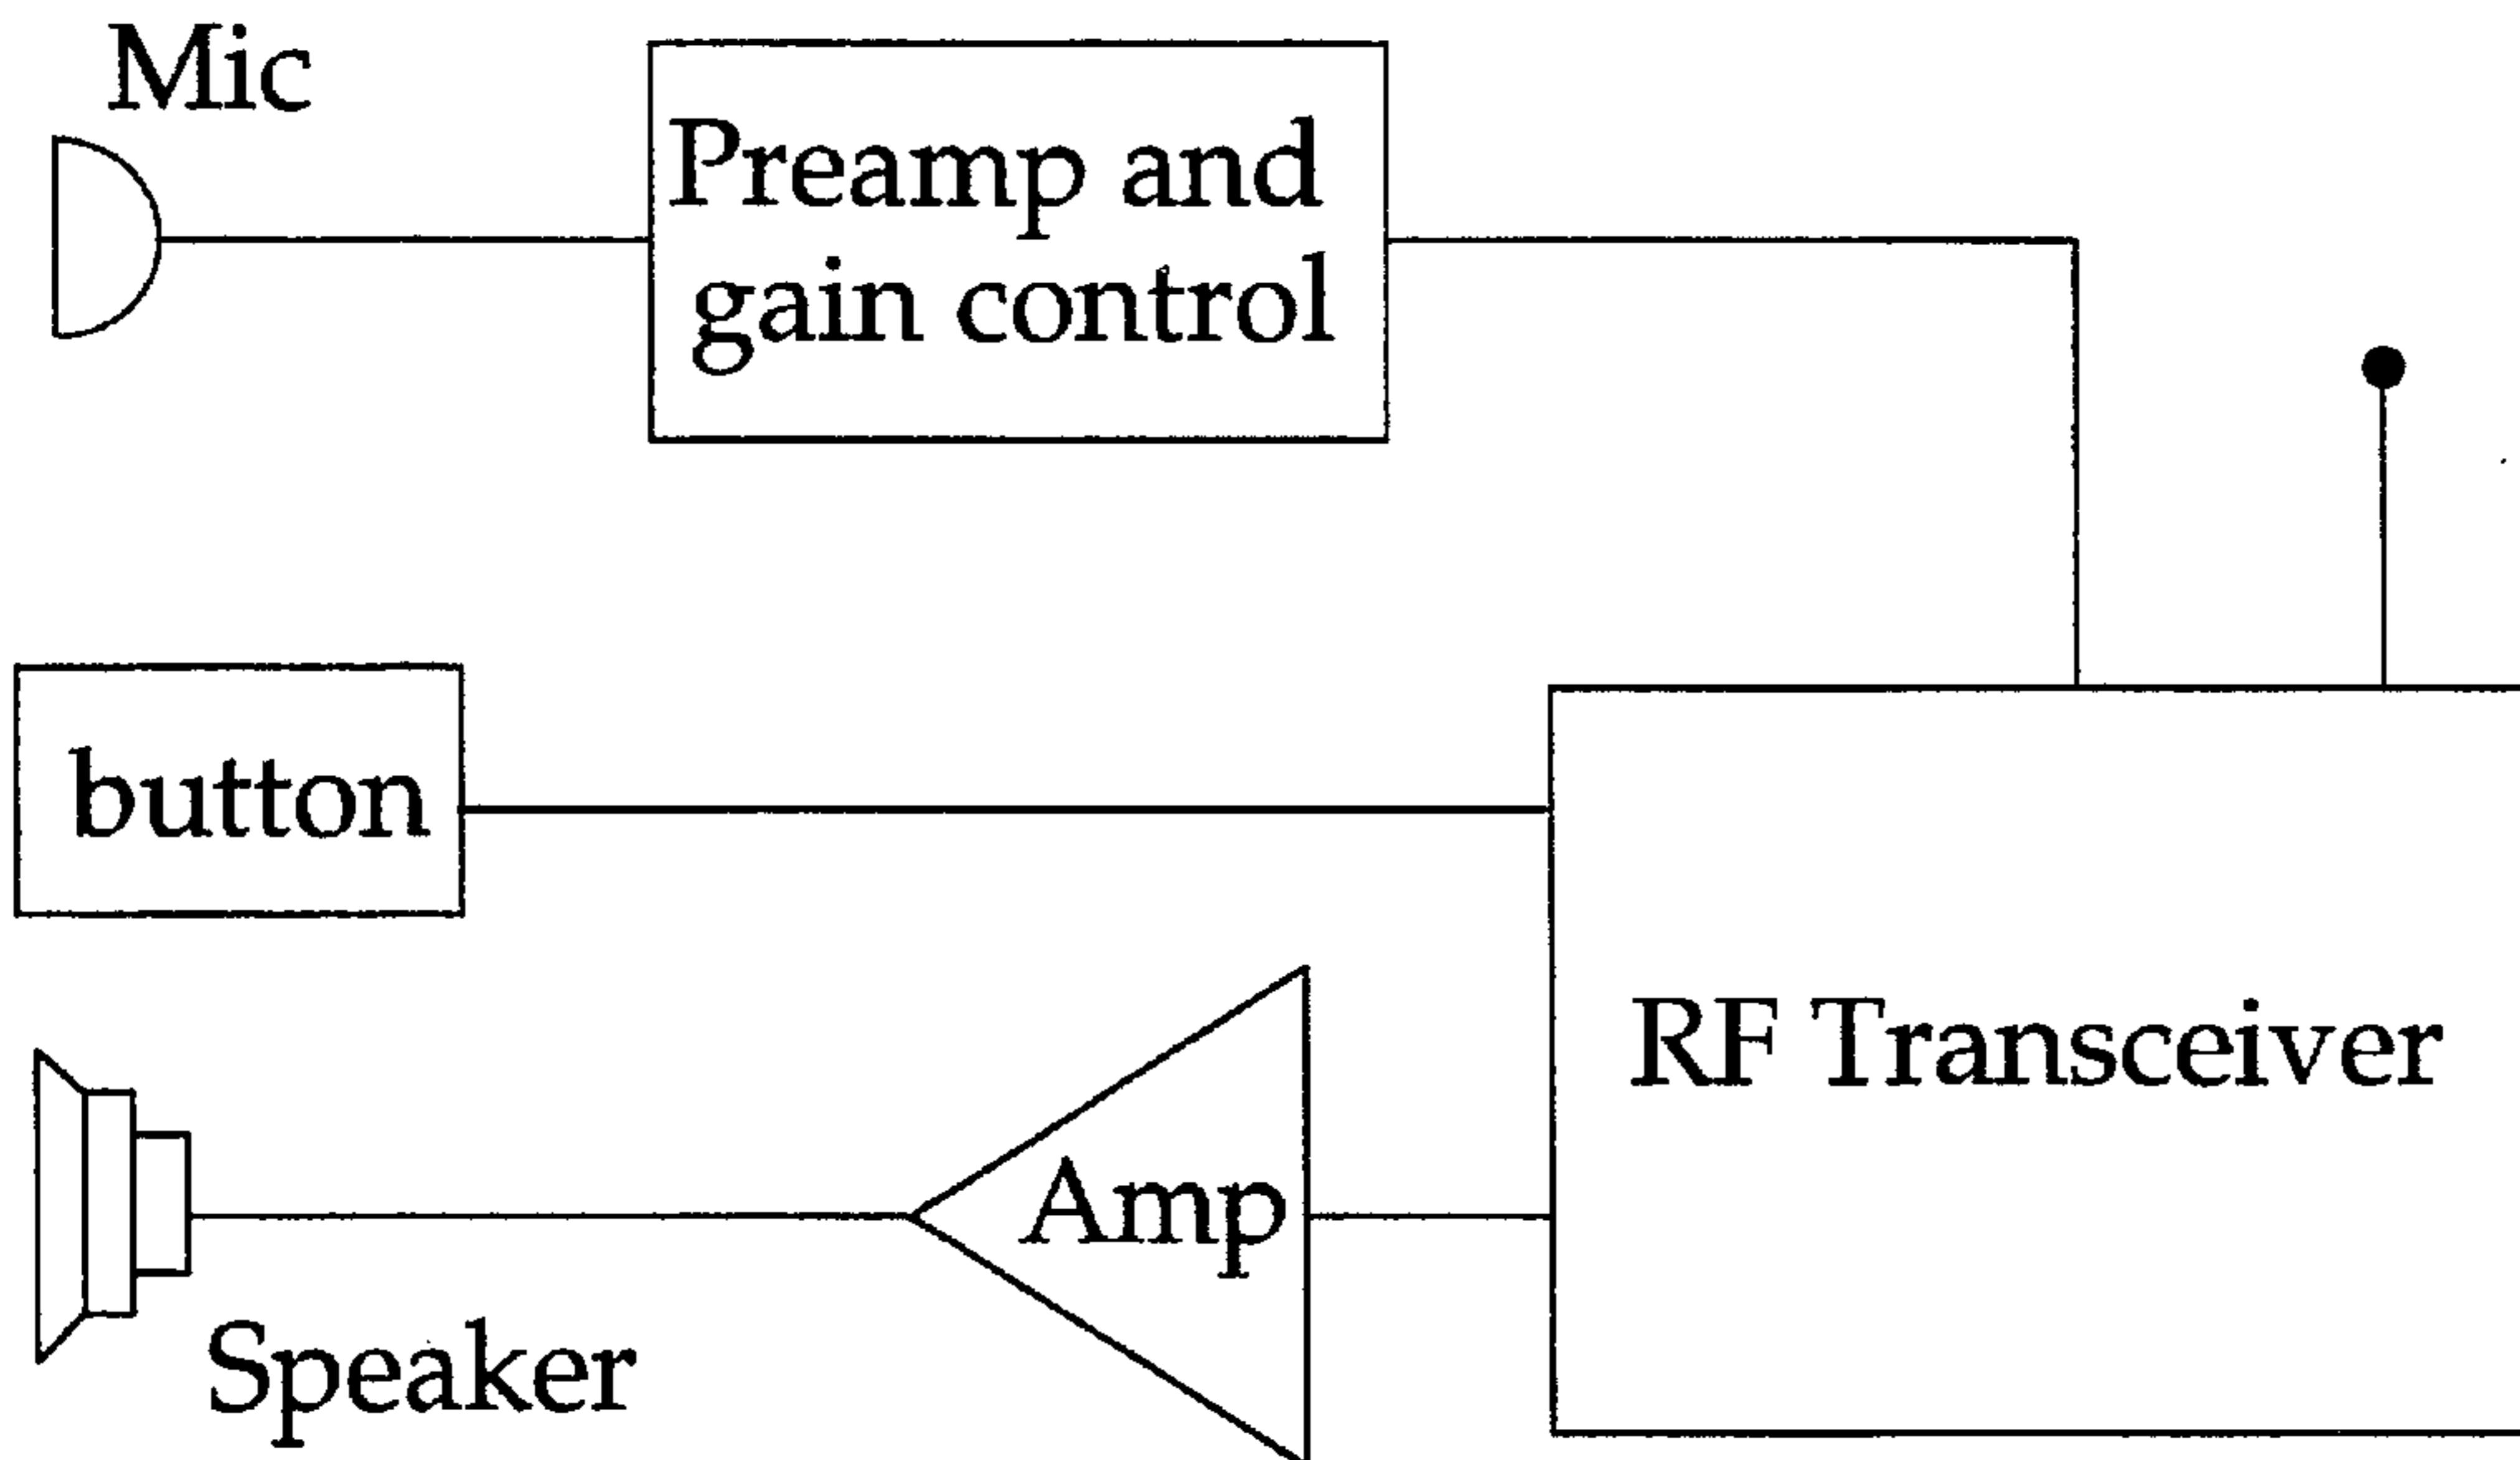 Mic
Preamp and
gain control
button
RF Transceiver
Amp
Speaker